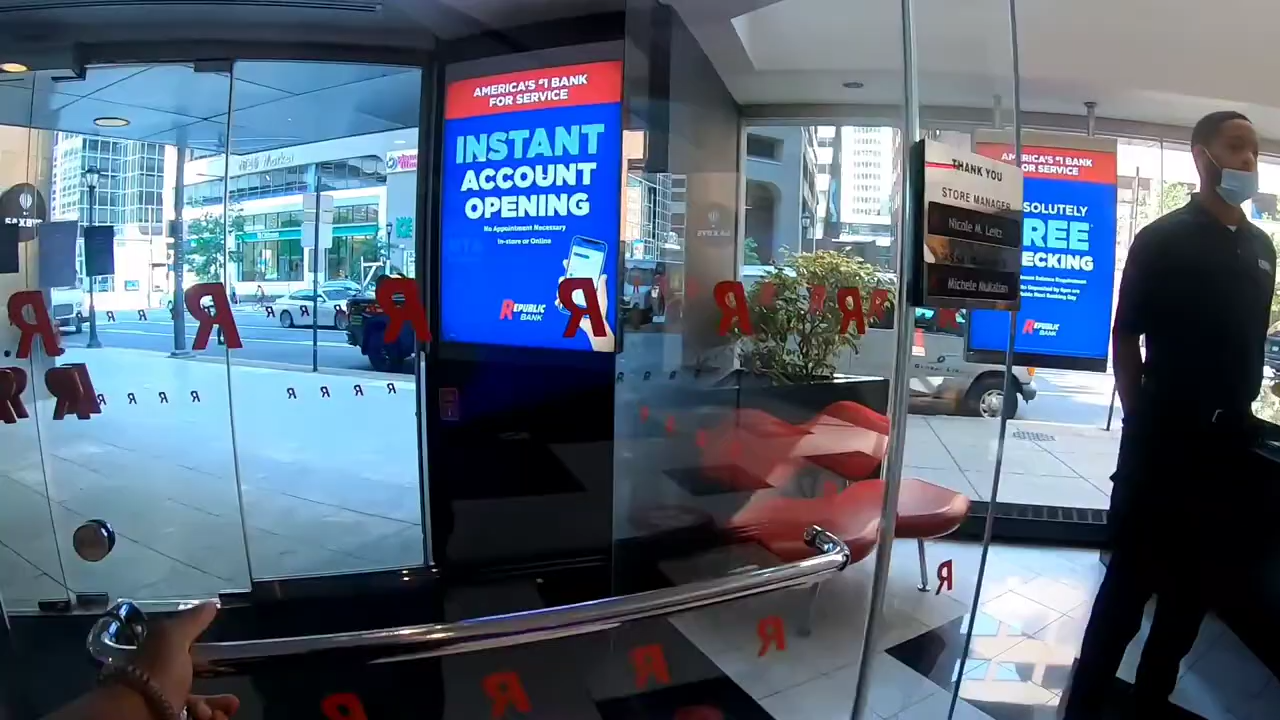 AMERICA'S #1 BANK
FOR SERVICE
INSTANT
ACCOUNT
OPENING
No Appointment Necessary
In-store or Online
REPUBLIC
BANK
THANK YOU
STORE MANAGER
Nicole M. Leitz
Michele
AMERICA'S #1 BANK
FOR SERVICE
SOLUTELY
REE
ECKING
REPUBLIC
BANK
Market
R
R
R
R
R
R